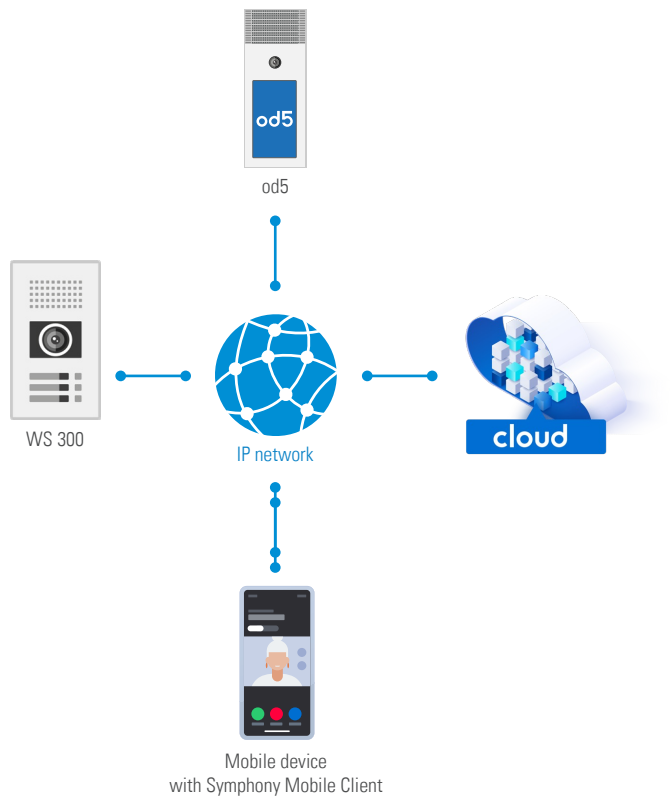 od5
od5
WS 300
IP network
cloud
Mobile device
with Symphony Mobile Client